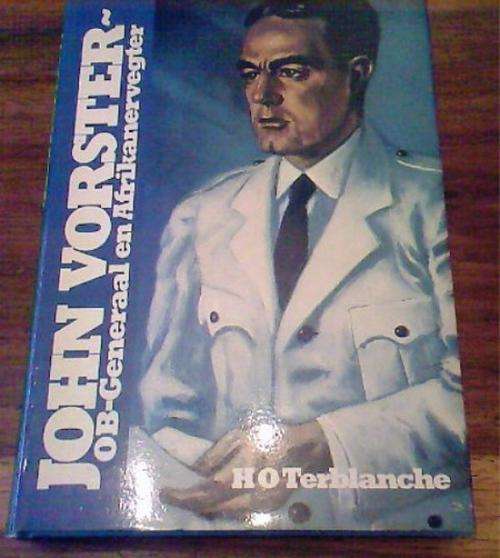 JOHN VORSTER~
OB-Generaal en Afrikanervegter
H O Terblanche